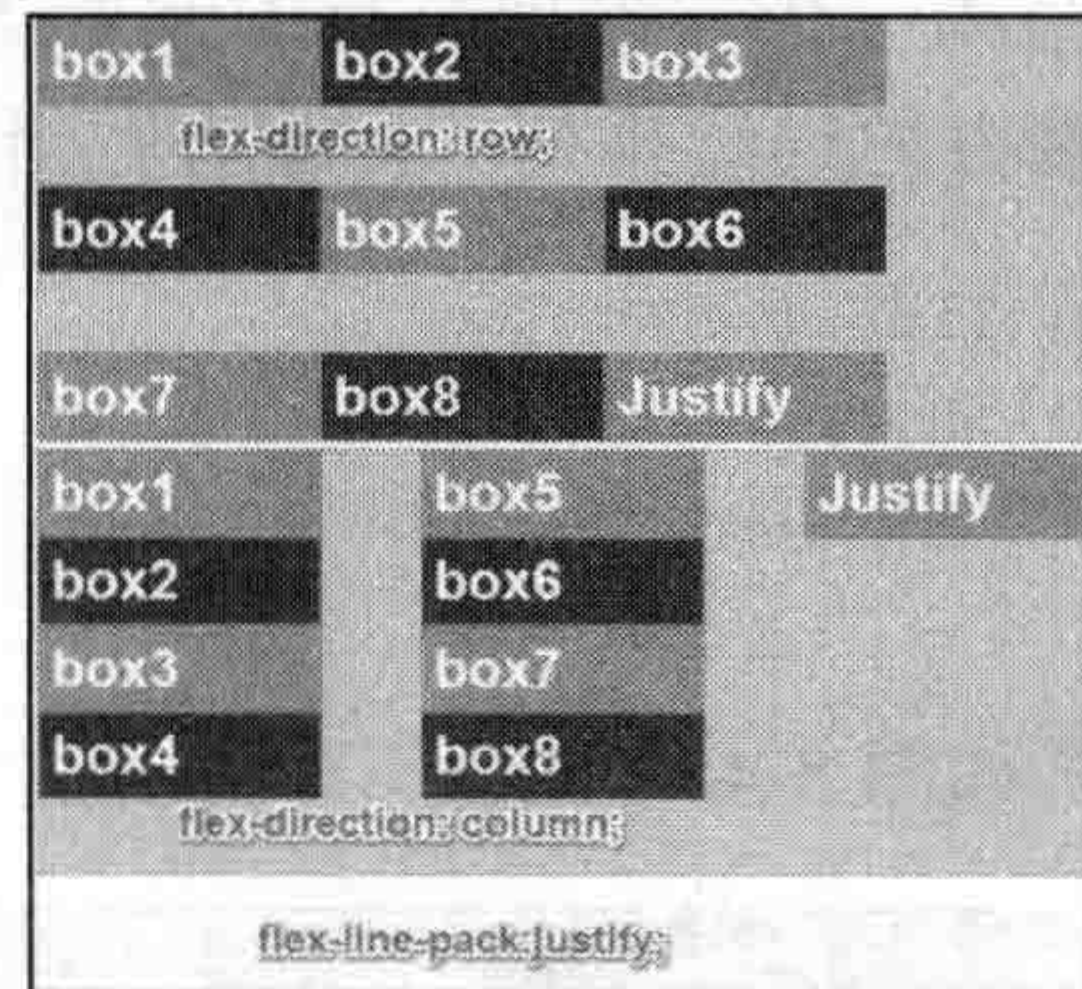 box1 box2 box3
flex-direction: row;
box4 box5 box6
box7 box8 Justify
box1 box5 Justify
box2 box6
box3 box7
box4 box8
flex-direction: column;
flex-line-pack:justify;